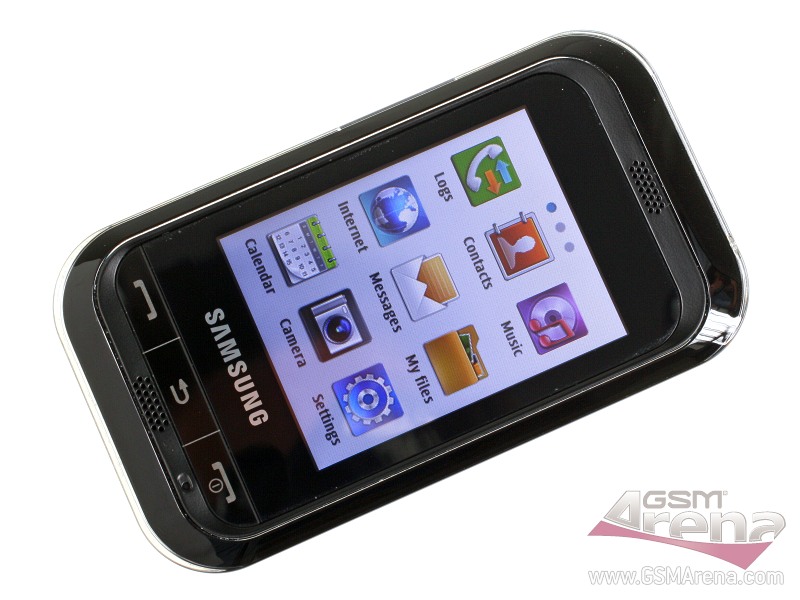 Logs
Contacts
Music
Internet
Messages
My files
Calendar
Camera
Settings
SAMSUNG
GSM
Arena
www.GSMArena.com